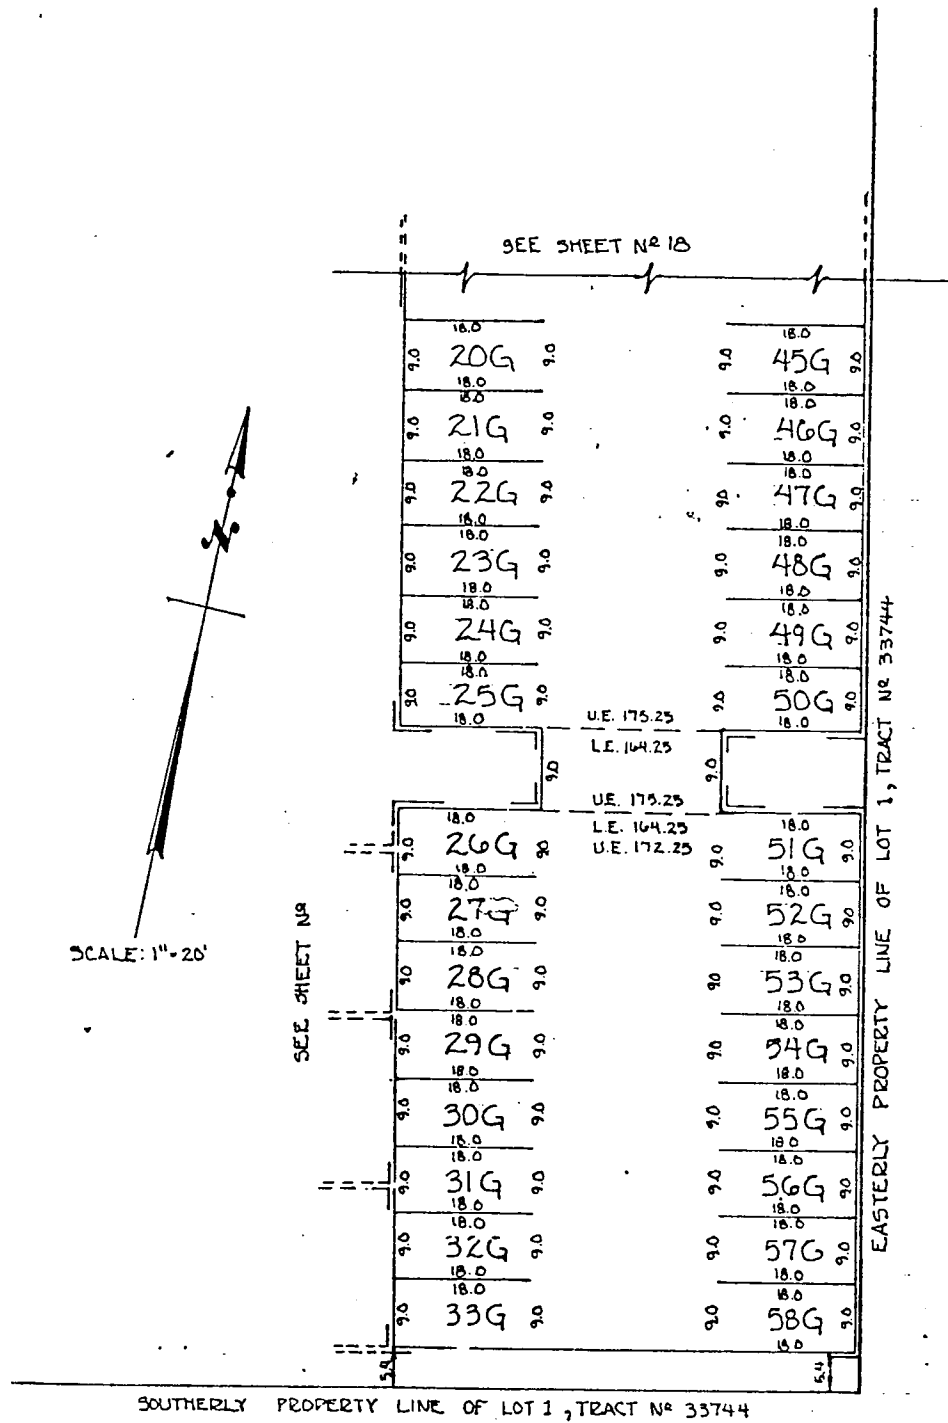 SEE SHEET Nº 18
18.0 18.0
9.0 20G 9.0 9.0 45G 9.0
18.0 18.0
18.0 18.0
9.0 21G 9.0 9.0 46G 9.0
18.0 18.0
18.0 18.0
9.0 22G 9.0 9.0 47G 9.0
18.0 18.0
18.0 18.0
9.0 23G 9.0 9.0 48G 9.0
18.0 18.0
18.0 18.0
9.0 24G 9.0 9.0 49G 9.0
18.0 18.0
18.0 18.0
9.0 25G 9.0 9.0 50G 9.0
18.0 18.0
U.E. 175.25
L.E. 164.25
9.0 9.0
U.E. 175.25
L.E. 164.25
U.E. 172.25
18.0 18.0
9.0 26G 9.0 9.0 51G 9.0
18.0 18.0
18.0 18.0
9.0 27G 9.0 9.0 52G 9.0
18.0 18.0
18.0 18.0
9.0 28G 9.0 9.0 53G 9.0
18.0 18.0
18.0 18.0
9.0 29G 9.0 9.0 54G 9.0
18.0 18.0
18.0 18.0
9.0 30G 9.0 9.0 55G 9.0
18.0 18.0
18.0 18.0
9.0 31G 9.0 9.0 56G 9.0
18.0 18.0
18.0 18.0
9.0 32G 9.0 9.0 57G 9.0
18.0 18.0
18.0 18.0
9.0 33G 9.0 9.0 58G 9.0
18.0
5.4
N.
SCALE: 1"=20'
SEE SHEET Nº
EASTERLY PROPERTY LINE OF LOT 1, TRACT Nº 33744
SOUTHERLY PROPERTY LINE OF LOT 1, TRACT Nº 33744